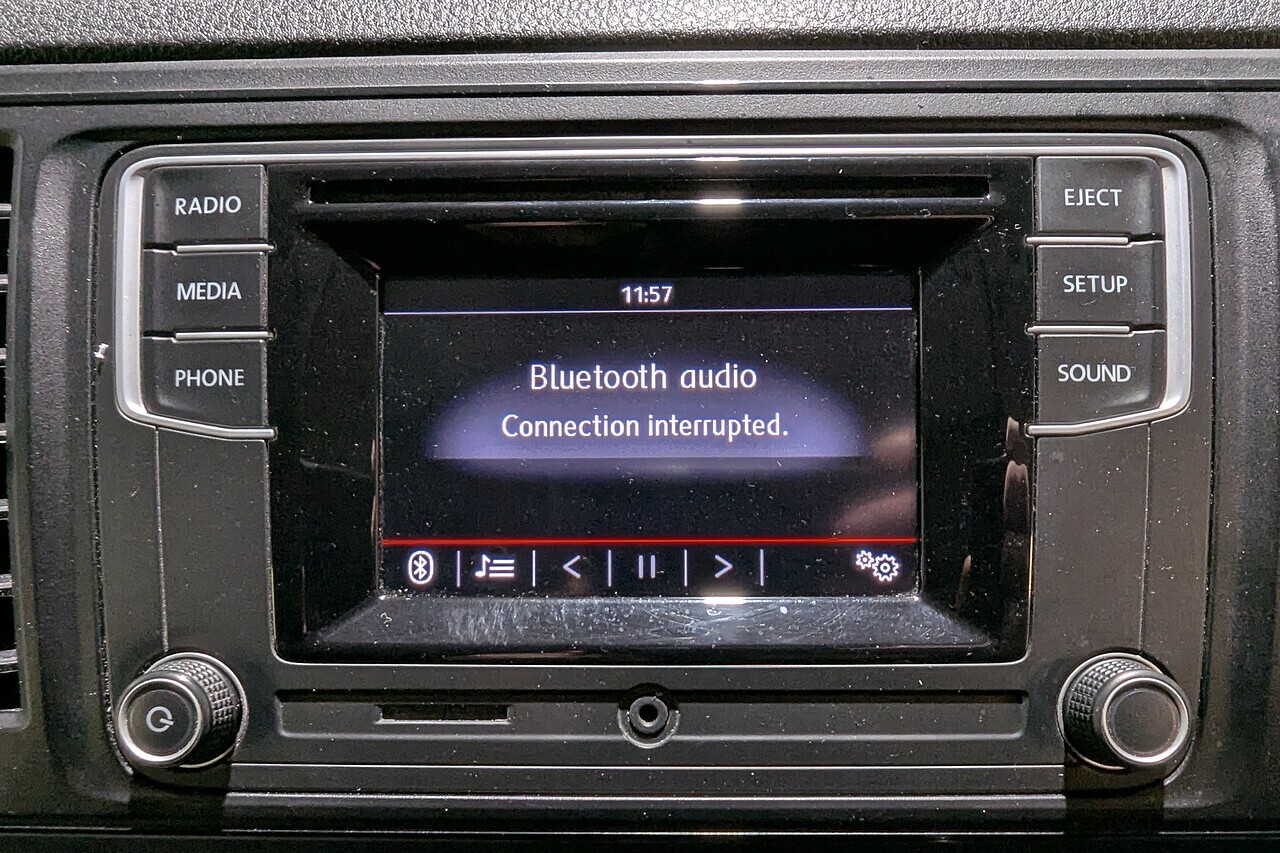 RADIO
MEDIA
PHONE
EJECT
SETUP
SOUND
11:57
Bluetooth audio
Connection interrupted.